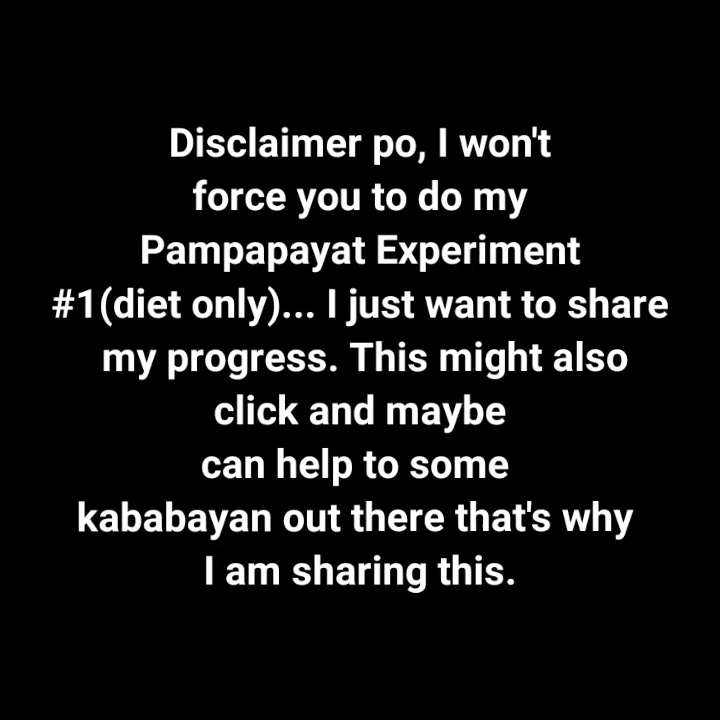 Disclaimer po, I won't
force you to do my
Pampapayat Experiment
#1(diet only)... I just want to share
my progress. This might also
click and maybe
can help to some
kababayan out there that's why
I am sharing this.